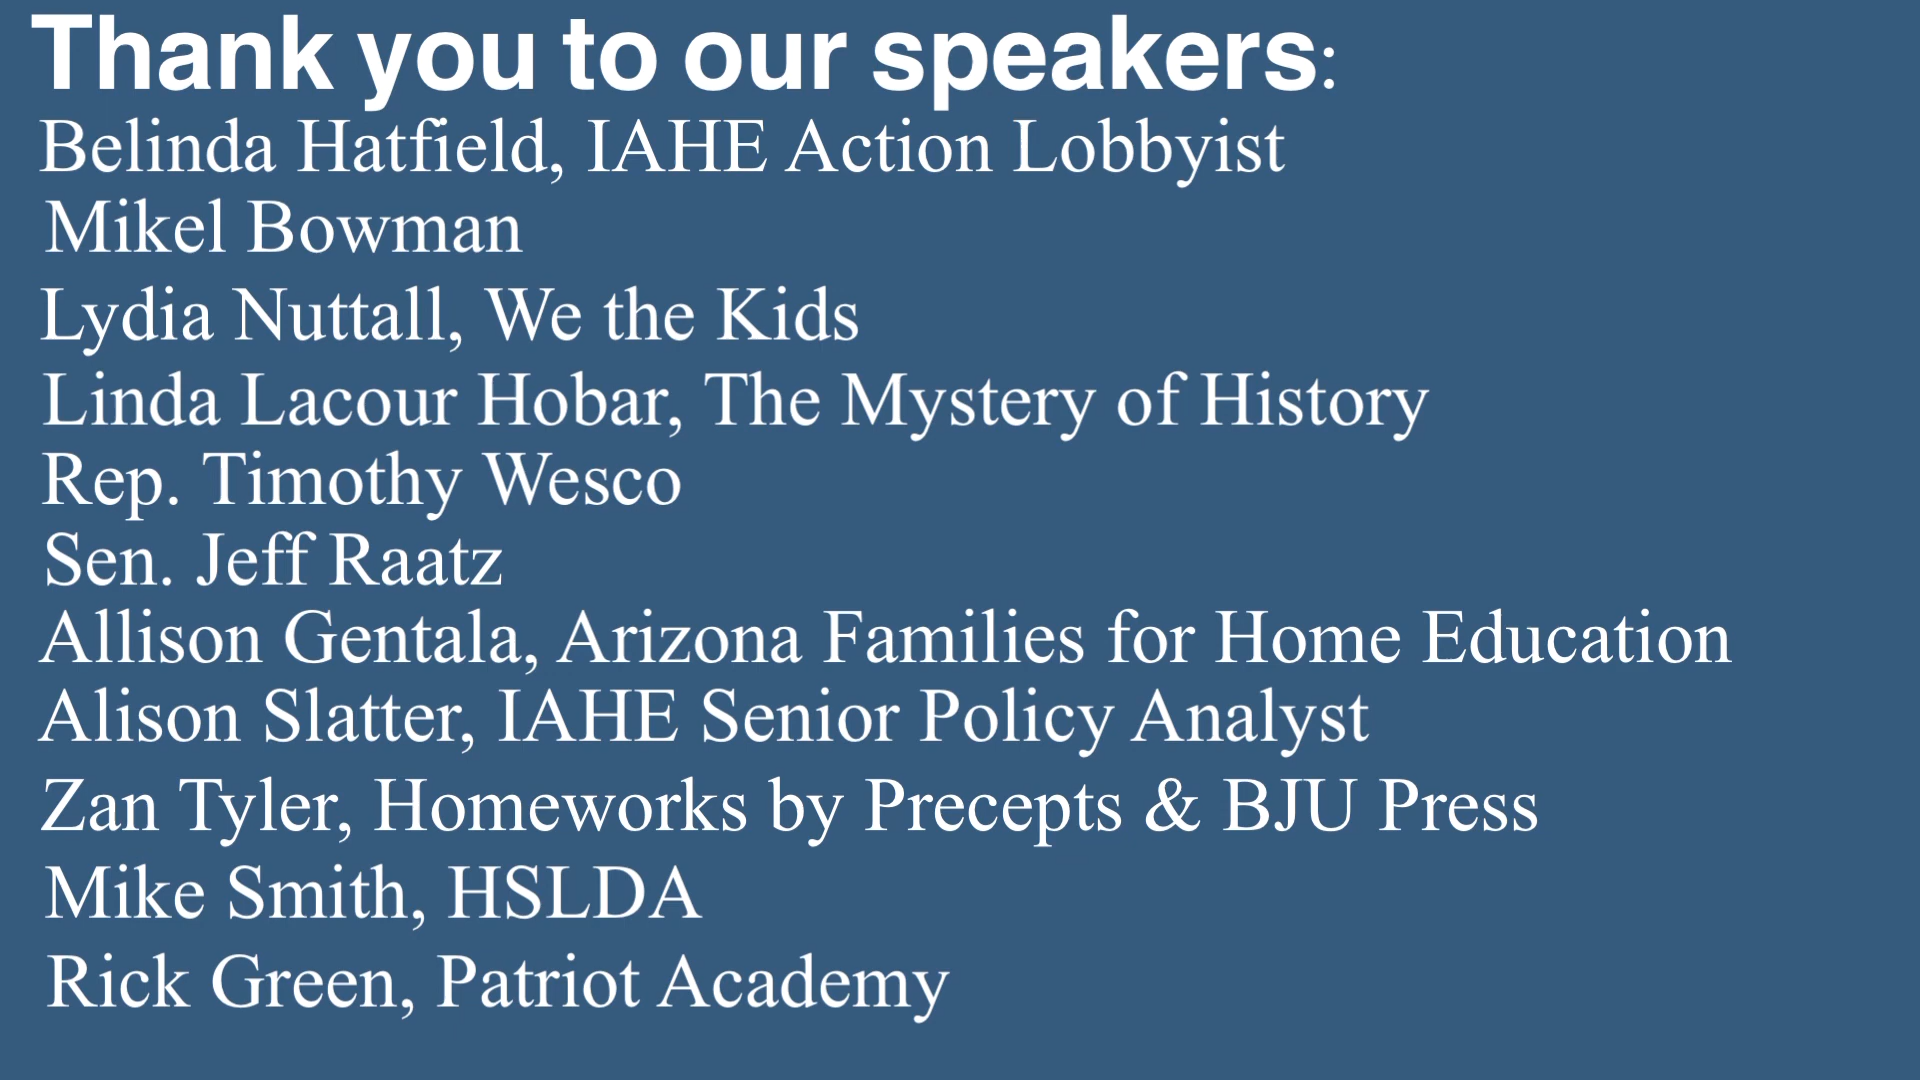 Thank you to our speakers:
Belinda Hatfield, IAHE Action Lobbyist
Mikel Bowman
Lydia Nuttall, We the Kids
Linda Lacour Hobar, The Mystery of History
Rep. Timothy Wesco
Sen. Jeff Raatz
Allison Gentala, Arizona Families for Home Education
Alison Slatter, IAHE Senior Policy Analyst
Zan Tyler, Homeworks by Precepts & BJU Press
Mike Smith, HSLDA
Rick Green, Patriot Academy